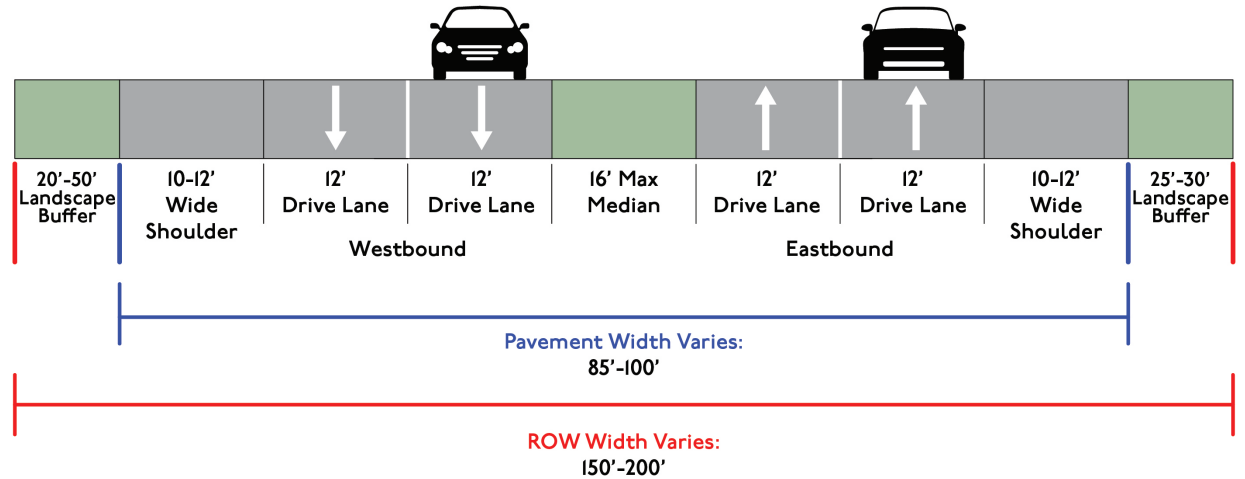 20’-50’
Landscape
Buffer
10-12’
Wide
Shoulder
12’
Drive Lane
12’
Drive Lane
Westbound
16’ Max
Median
12’
Drive Lane
12’
Drive Lane
Eastbound
10-12’
Wide
Shoulder
25’-30’
Landscape
Buffer
Pavement Width Varies:
85’-100’
ROW Width Varies:
150’-200’